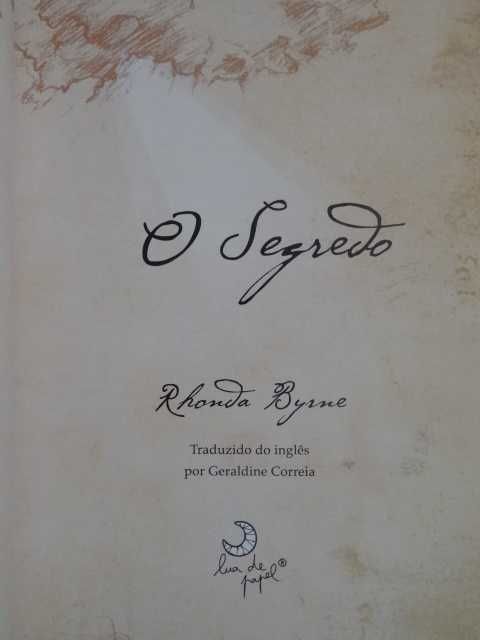 O Segredo
Rhonda Byrne
Traduzido do inglês
por Geraldine Correia
lua de
papel®